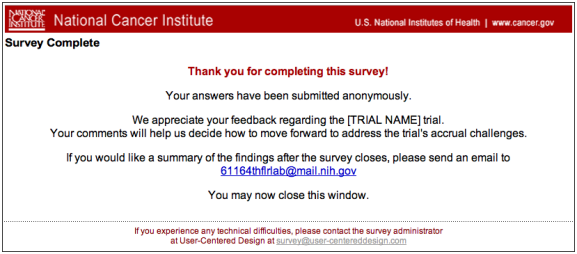 NATIONAL
CANCER
INSTITUTE
National Cancer Institute
U.S. National Institutes of Health | www.cancer.gov
Survey Complete
Thank you for completing this survey!
Your answers have been submitted anonymously.
We appreciate your feedback regarding the [TRIAL NAME] trial.
Your comments will help us decide how to move forward to address the trial's accrual challenges.
If you would like a summary of the findings after the survey closes, please send an email to
61164thflrlab@mail.nih.gov
You may now close this window.
If you experience any technical difficulties, please contact the survey administrator
at User-Centered Design at survey@user-centereddesign.com